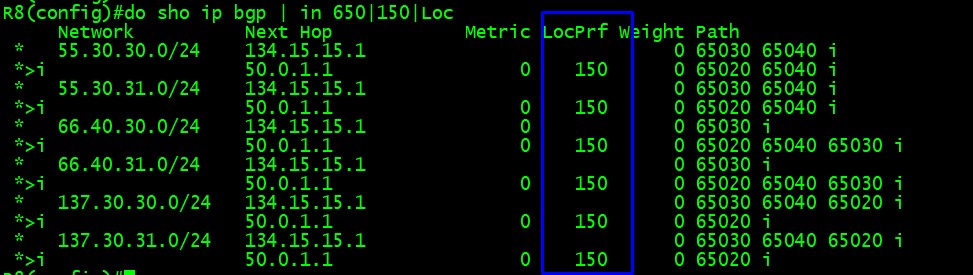 R8(config)#do sho ip bgp | in 650|150|Loc
     Network          Next Hop            Metric LocPrf Weight Path
 *   55.30.30.0/24    134.15.15.1                            0 65030 65040 i
 *>i                  50.0.1.1                 0    150      0 65020 65040 i
 *   55.30.31.0/24    134.15.15.1                            0 65030 65040 i
 *>i                  50.0.1.1                 0    150      0 65020 65040 i
 *   66.40.30.0/24    134.15.15.1              0             0 65030 i
 *>i                  50.0.1.1                 0    150      0 65020 65040 65030 i
 *   66.40.31.0/24    134.15.15.1              0             0 65030 i
 *>i                  50.0.1.1                 0    150      0 65020 65040 65030 i
 *   137.30.30.0/24   134.15.15.1                            0 65030 65040 65020 i
 *>i                  50.0.1.1                 0    150      0 65020 i
 *   137.30.31.0/24   134.15.15.1                            0 65030 65040 65020 i
 *>i                  50.0.1.1                 0    150      0 65020 i
R8(config)#